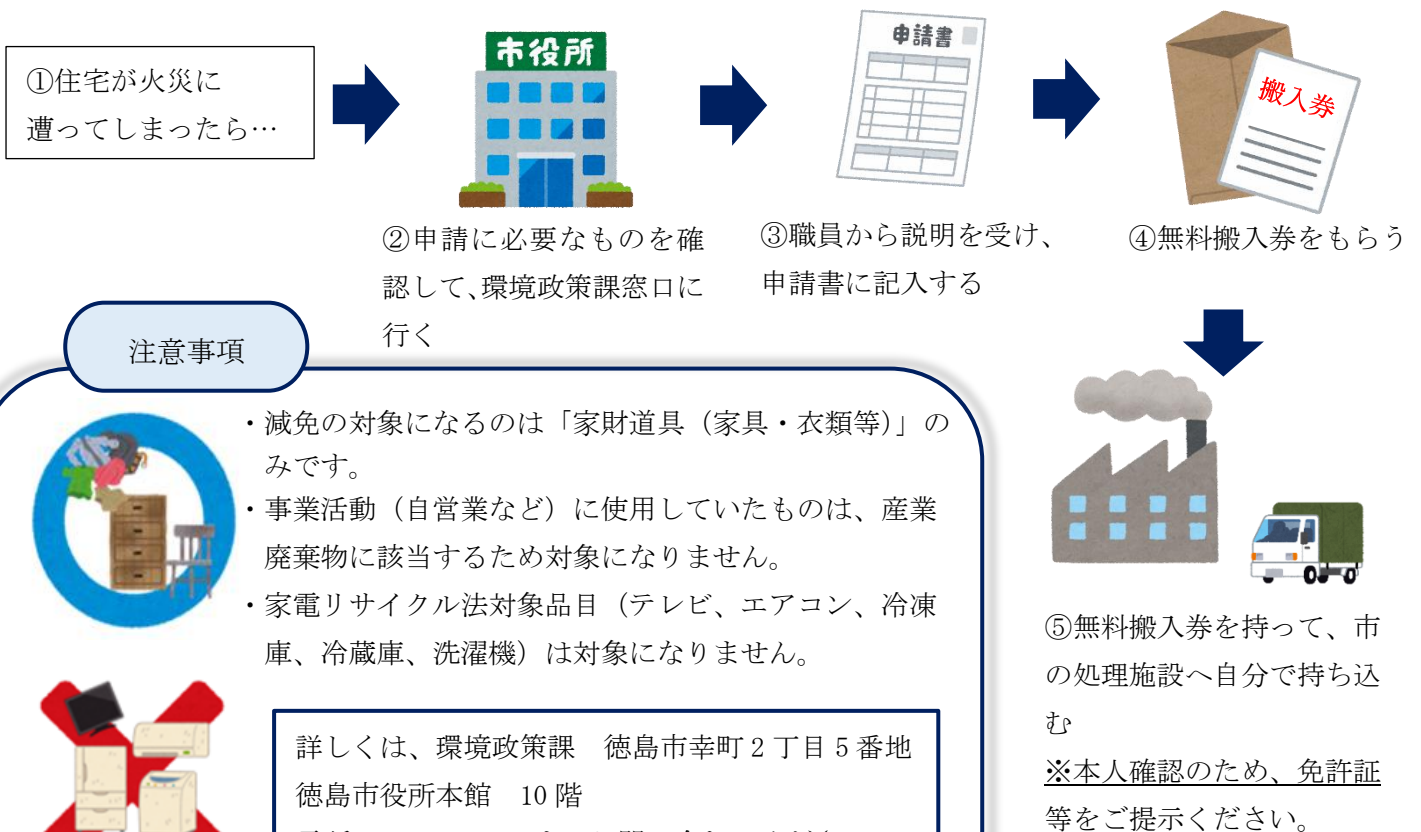 ①住宅が火災に
遭ってしまったら…
市役所
申請書
搬入券
②申請に必要なものを確
認して、環境政策課窓口に
行く
③職員から説明を受け、
申請書に記入する
④無料搬入券をもらう
注意事項
・減免の対象になるのは「家財道具（家具・衣類等）」の
みです。
・事業活動（自営業など）に使用していたものは、産業
廃棄物に該当するため対象になりません。
・家電リサイクル法対象品目（テレビ、エアコン、冷凍
庫、冷蔵庫、洗濯機）は対象になりません。
詳しくは、環境政策課　徳島市幸町２丁目５番地
徳島市役所本館　10 階
⑤無料搬入券を持って、市
の処理施設へ自分で持ち込
む
※本人確認のため、免許証
等をご提示ください。